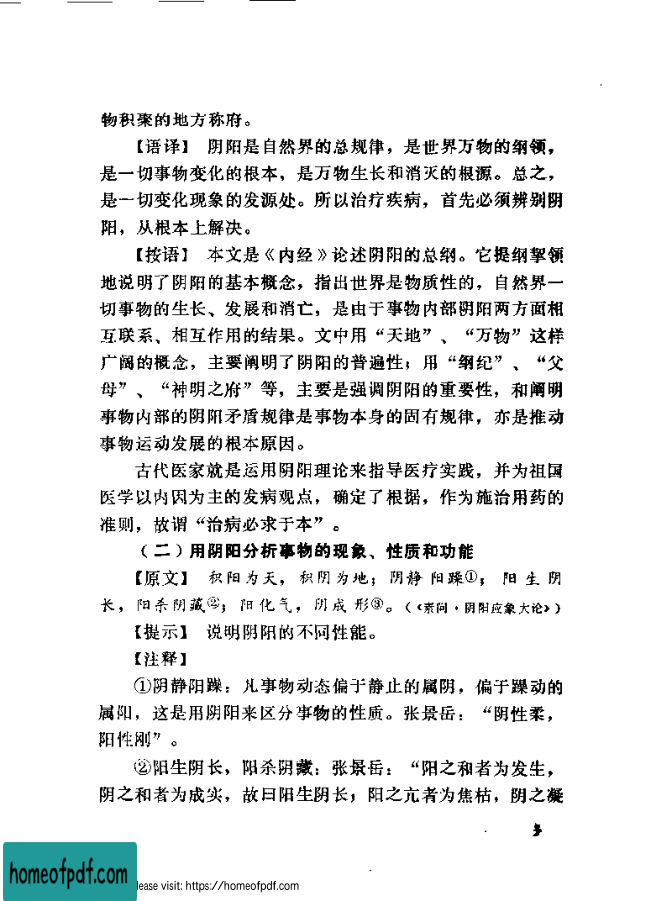 物积聚的地方称府。
【语译】 阴阳是自然界的总规律，是世界万物的纲领，
是一切事物变化的根本，是万物生长和消灭的根源。总之，
是一切变化现象的发源处。所以治疗疾病，首先必须辨别阴
阳，从根本上解决。
【按语】 本文是《内经》论述阴阳的总纲。它提纲挈领
地说明了阴阳的基本概念，指出世界是物质性的，自然界一
切事物的生长、发展和消亡，是由于事物内部阴阳两方面相
互联系、相互作用的结果。文中用“天地”、“万物”这样
广阔的概念，主要阐明了阴阳的普遍性；用“纲纪”、“父
母”、“神明之府”等，主要是强调阴阳的重要性，和阐明
事物内部的阴阳矛盾规律是事物本身的固有规律，亦是推动
事物运动发展的根本原因。
古代医家就是运用阴阳理论来指导医疗实践，并为祖国
医学以内因为主的发病观点，确定了根据，作为施治用药的
准则，故谓“治病必求于本”。
（二）用阴阳分析事物的现象、性质和功能
【原文】 积阳为天，积阴为地；阴静阳躁①；阳生阴
长，阳杀阴藏②；阳化气，阴成形③。（《素问·阴阳应象大论》）
【提示】 说明阴阳的不同性能。
【注释】
①阴静阳躁：凡事物动态偏于静止的属阴，偏于躁动的
属阳，这是用阴阳来区分事物的性质。张景岳：“阴性柔，
阳性刚”。
②阳生阴长，阳杀阴藏：张景岳：“阳之和者为发生，
阴之和者为成实，故曰阳生阴长；阳之亢者为焦枯，阴之凝
homeofpdf.com
lease visit: https://homeofpdf.com